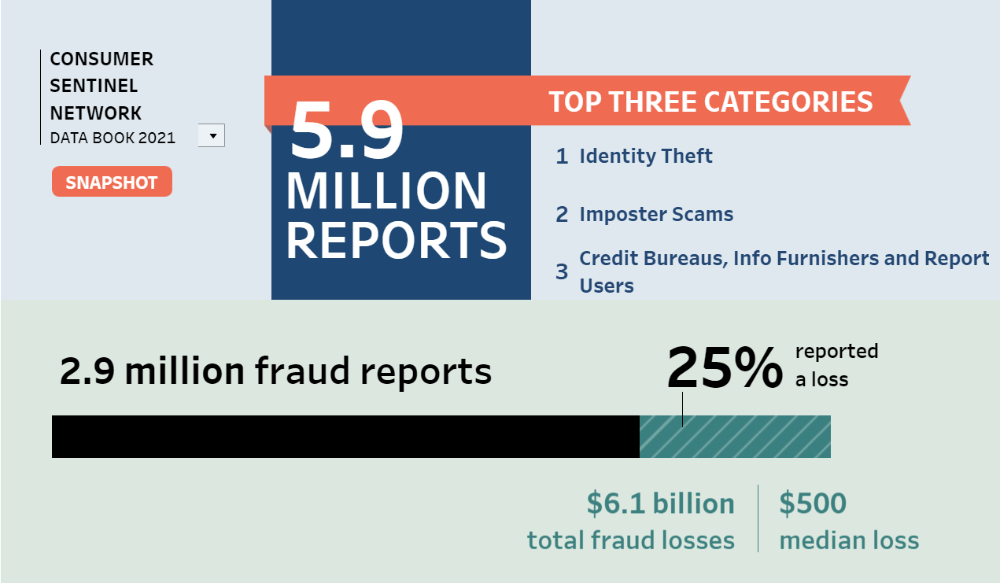 CONSUMER
SENTINEL
NETWORK
DATA BOOK 2021
SNAPSHOT
5.9
MILLION
REPORTS
TOP THREE CATEGORIES
1 Identity Theft
2 Imposter Scams
3 Credit Bureaus, Info Furnishers and Report
Users
2.9 million fraud reports
25% reported
a loss
$6.1 billion
total fraud losses
$500
median loss